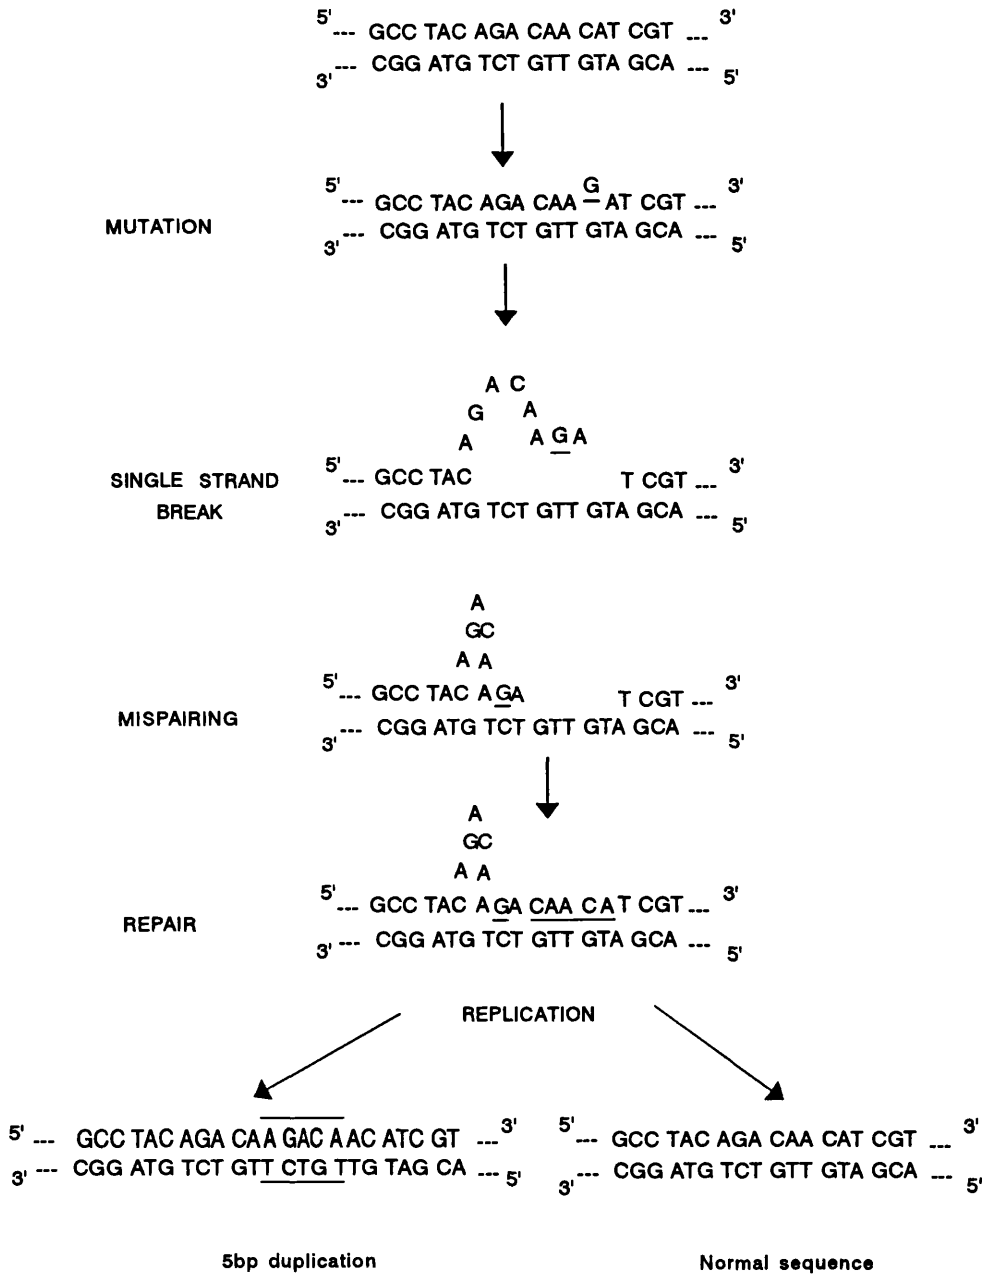 5' --- GCC TAC AGA CAA CAT CGT --- 3'
3' --- CGG ATG TCT GTT GTA GCA --- 5'
G
5' --- GCC TAC AGA CAA AT CGT --- 3'
MUTATION
3' --- CGG ATG TCT GTT GTA GCA --- 5'
A C
G A
A A G A
5' --- GCC TAC T CGT --- 3'
SINGLE STRAND
BREAK
3' --- CGG ATG TCT GTT GTA GCA --- 5'
A
GC
A A
5' --- GCC TAC A GA T CGT --- 3'
MISPAIRING
3' --- CGG ATG TCT GTT GTA GCA --- 5'
A
GC
A A
5' --- GCC TAC A GA CAA CA T CGT --- 3'
REPAIR
3' --- CGG ATG TCT GTT GTA GCA --- 5'
REPLICATION
5' --- GCC TAC AGA CAA GACA AC ATC GT --- 3'
3' --- CGG ATG TCT GTT CTG TTG TAG CA --- 5'
5bp duplication
5' --- GCC TAC AGA CAA CAT CGT --- 3'
3' --- CGG ATG TCT GTT GTA GCA --- 5'
Normal sequence